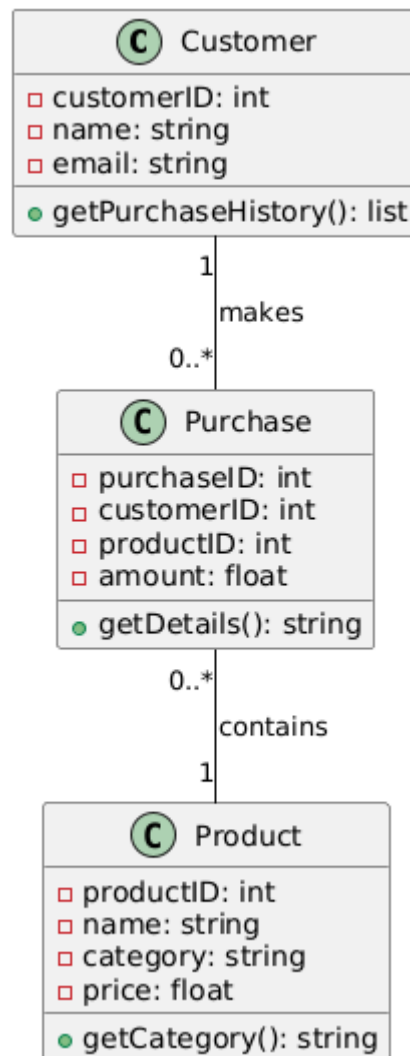 C Customer
customerID: int
name: string
email: string
getPurchaseHistory(): list
1
makes
0..*
C Purchase
purchaseID: int
customerID: int
productID: int
amount: float
getDetails(): string
0..*
contains
1
C Product
productID: int
name: string
category: string
price: float
getCategory(): string